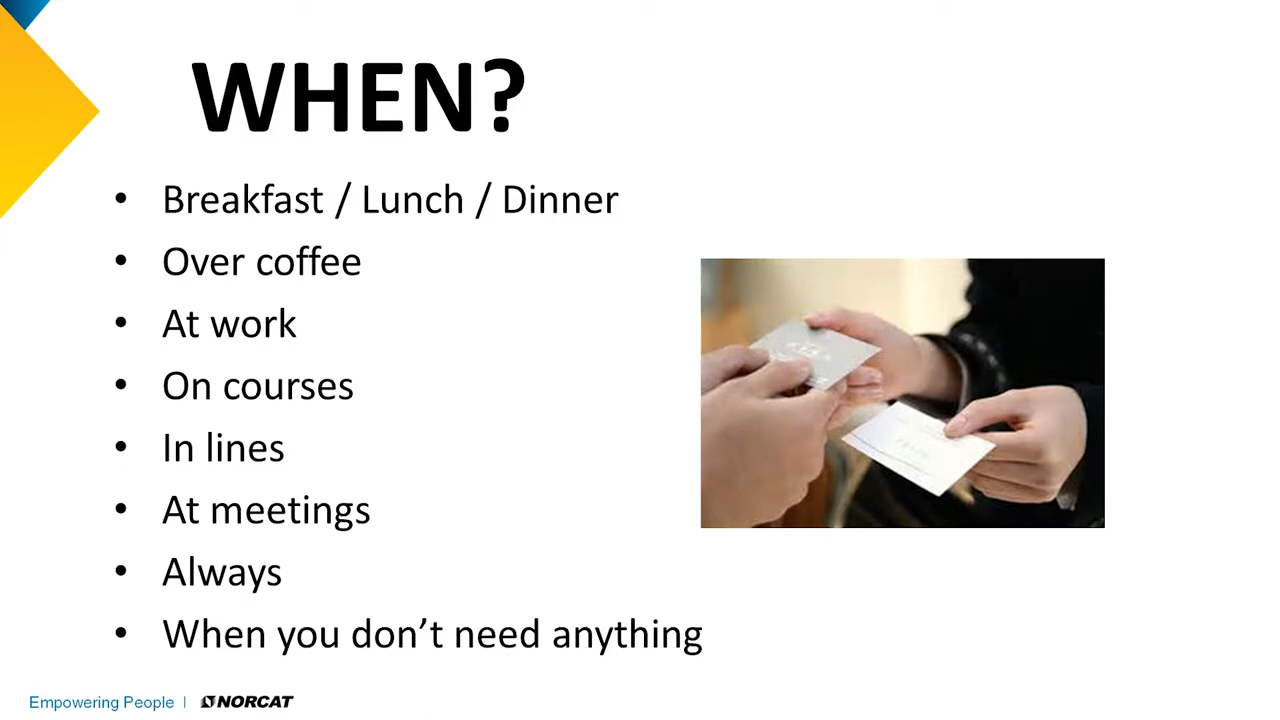 WHEN?
• Breakfast / Lunch / Dinner
• Over coffee
• At work
• On courses
• In lines
• At meetings
• Always
• When you don’t need anything
Empowering People | NORCAT